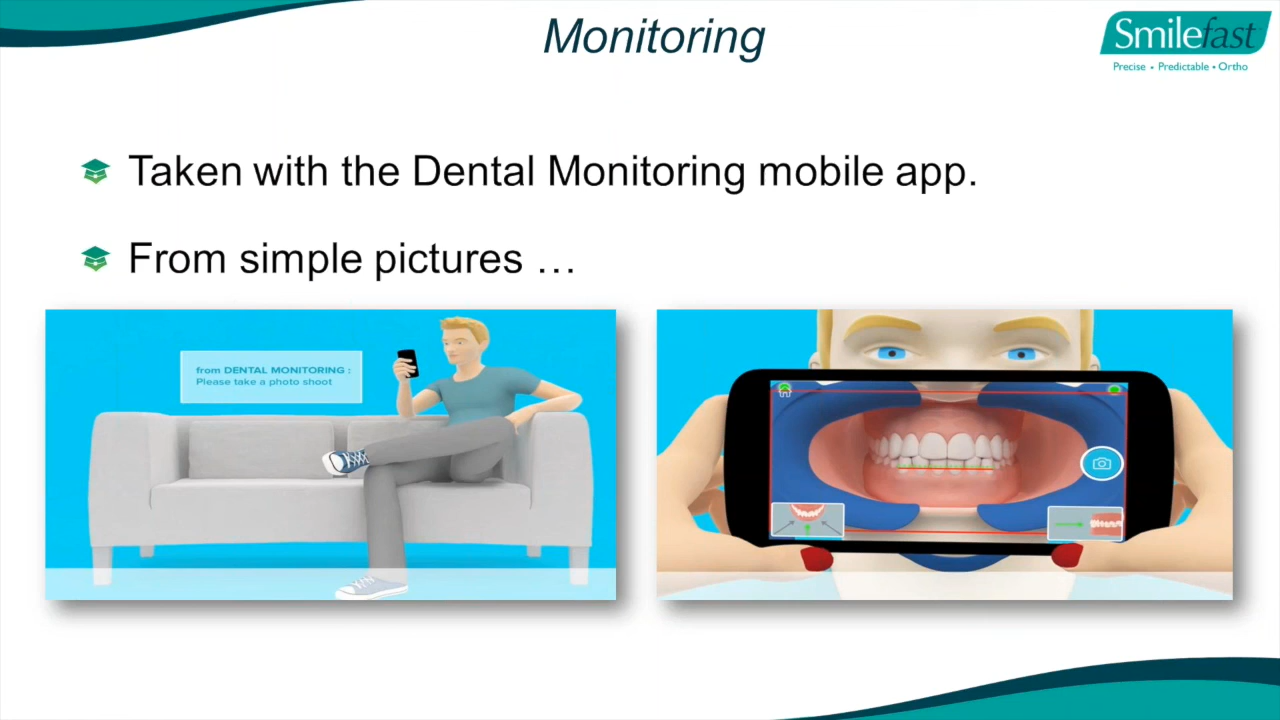 Monitoring
Smilefast
Precise • Predictable • Ortho
Taken with the Dental Monitoring mobile app.
From simple pictures …
from DENTAL MONITORING :
Please take a photo shoot